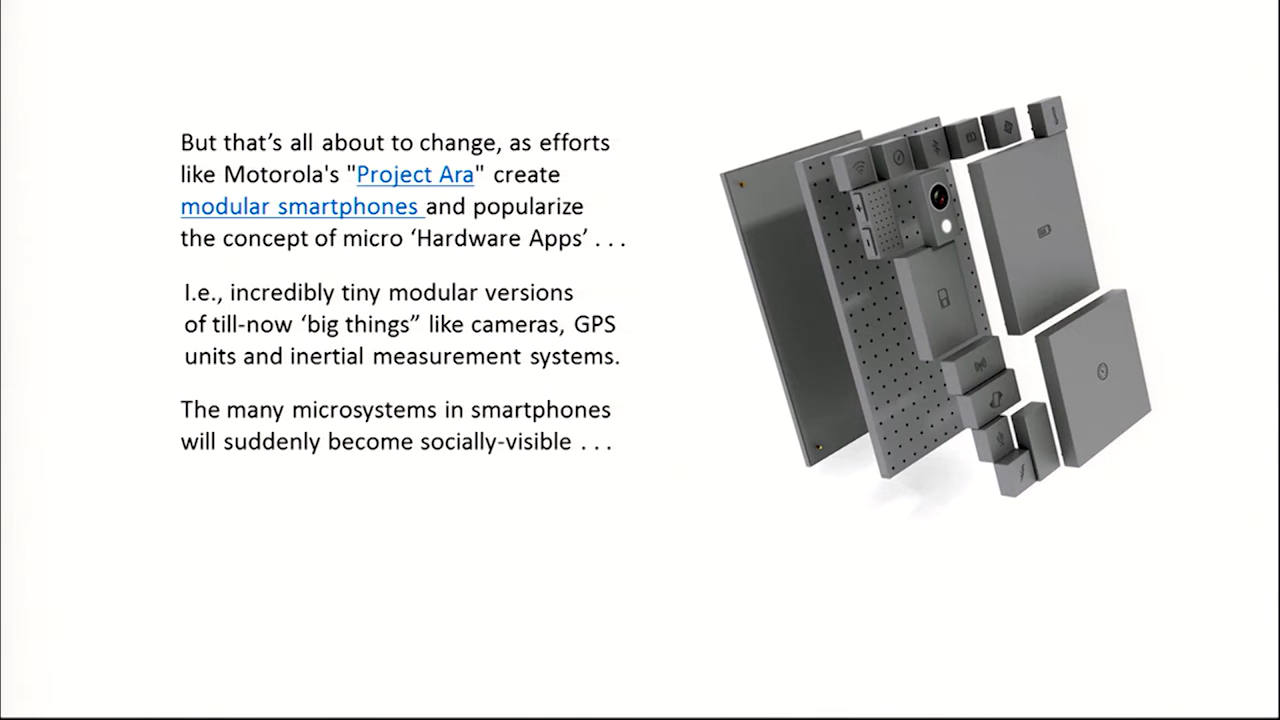 But that’s all about to change, as efforts
like Motorola's "Project Ara" create
modular smartphones and popularize
the concept of micro ‘Hardware Apps’ . . .
I.e., incredibly tiny modular versions
of till-now ‘big things” like cameras, GPS
units and inertial measurement systems.
The many microsystems in smartphones
will suddenly become socially-visible . . .